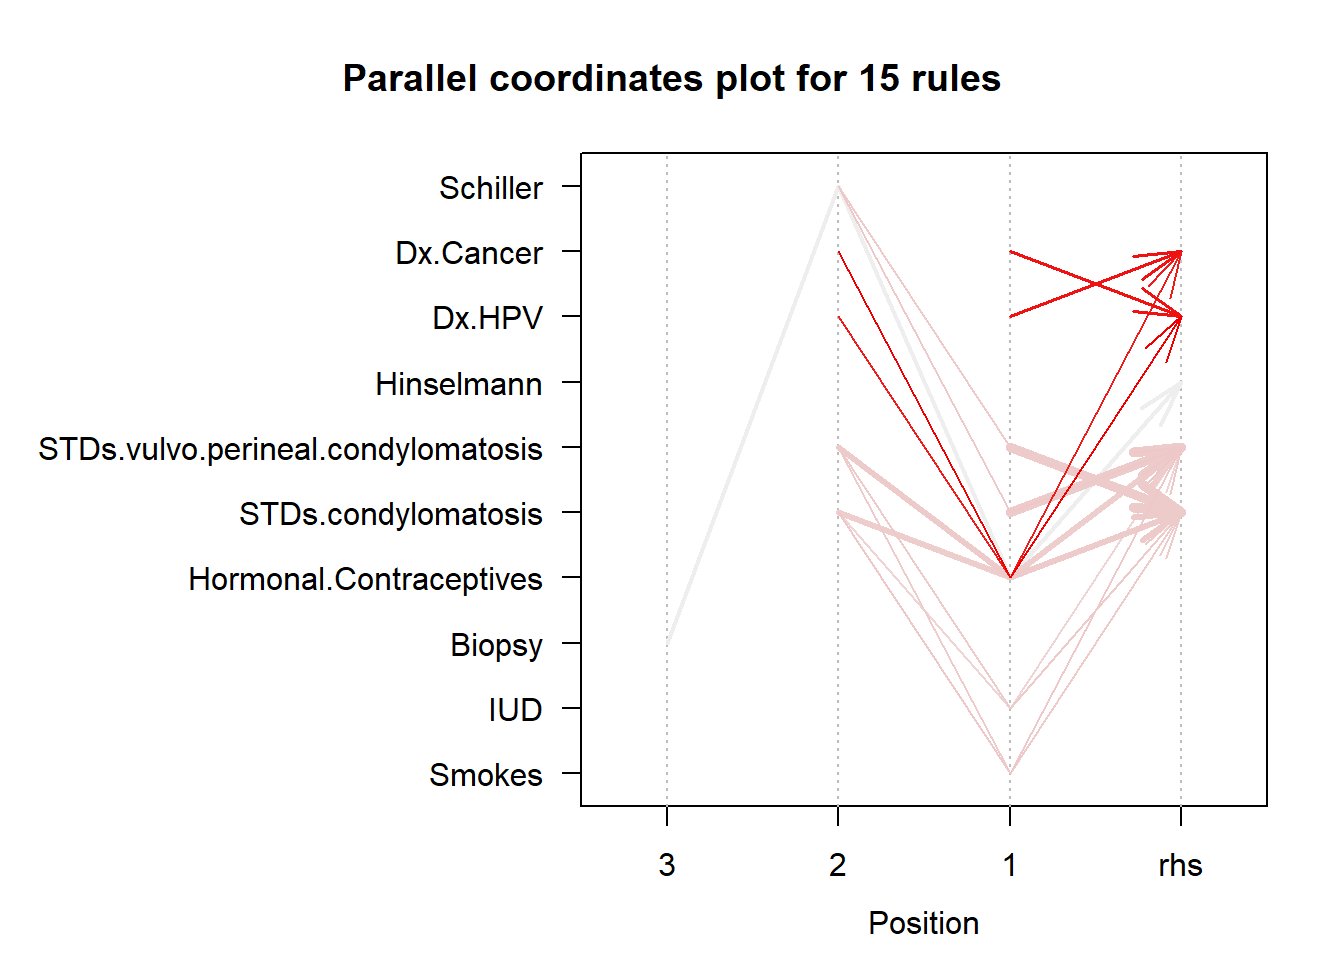 Parallel coordinates plot for 15 rules
Schiller
Dx.Cancer
Dx.HPV
Hinselmann
STDs.vulvo.perineal.condylomatosis
STDs.condylomatosis
Hormonal.Contraceptives
Biopsy
IUD
Smokes
3 2 1 rhs
Position